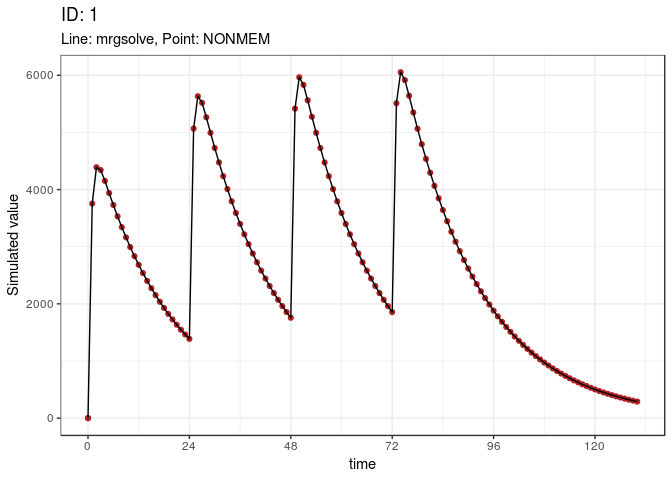 ID: 1
Line: mrgsolve, Point: NONMEM
Simulated value
6000
4000
2000
0
0 24 48 72 96 120
time